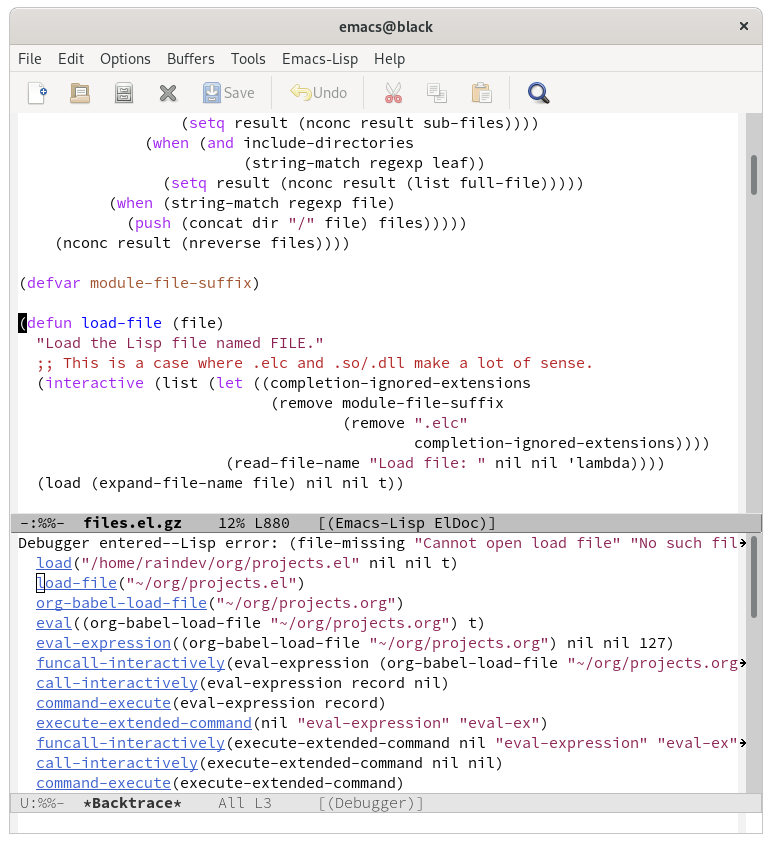 emacs@black ×
File Edit Options Buffers Tools Emacs-Lisp Help
Save Undo
(setq result (nconc result sub-files))))
(when (and include-directories
(string-match regexp leaf))
(setq result (nconc result (list full-file)))))
(when (string-match regexp file)
(push (concat dir "/" file) files)))))
(nconc result (nreverse files))))
(defvar module-file-suffix)
(defun load-file (file)
"Load the Lisp file named FILE."
;; This is a case where .elc and .so/.dll make a lot of sense.
(interactive (list (let ((completion-ignored-extensions
(remove module-file-suffix
(remove ".elc"
completion-ignored-extensions))))
(read-file-name "Load file: " nil nil 'lambda))))
(load (expand-file-name file) nil nil t))
-:%%- files.el.gz 12% L880 [(Emacs-Lisp ElDoc)]
Debugger entered--Lisp error: (file-missing "Cannot open load file" "No such fil
load("/home/raindev/org/projects.el" nil nil t)
load-file("~/org/projects.el")
org-babel-load-file("~/org/projects.org")
eval((org-babel-load-file "~/org/projects.org") t)
eval-expression((org-babel-load-file "~/org/projects.org") nil nil 127)
funcall-interactively(eval-expression (org-babel-load-file "~/org/projects.org
call-interactively(eval-expression record nil)
command-execute(eval-expression record)
execute-extended-command(nil "eval-expression" "eval-ex")
funcall-interactively(execute-extended-command nil "eval-expression" "eval-ex"
call-interactively(execute-extended-command nil nil)
command-execute(execute-extended-command)
U:%%- *Backtrace* All L3 [(Debugger)]